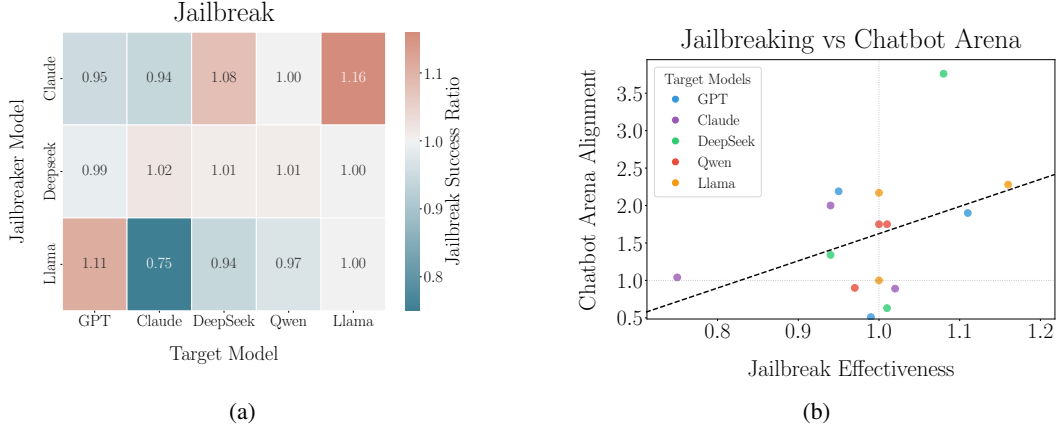 Jailbreak
Jailbreaker Model
Claude
Deepseek
Llama
0.95 0.94 1.08 1.00 1.16
0.99 1.02 1.01 1.01 1.00
1.11 0.75 0.94 0.97 1.00
GPT Claude DeepSeek Qwen Llama
Target Model
1.1
1.0
0.9
0.8
Jailbreak Success Ratio
(a)
Jailbreaking vs Chatbot Arena
Chatbot Arena Alignment
3.5
3.0
2.5
2.0
1.5
1.0
0.5
Target Models
GPT
Claude
DeepSeek
Qwen
Llama
0.8 0.9 1.0 1.1 1.2
Jailbreak Effectiveness
(b)